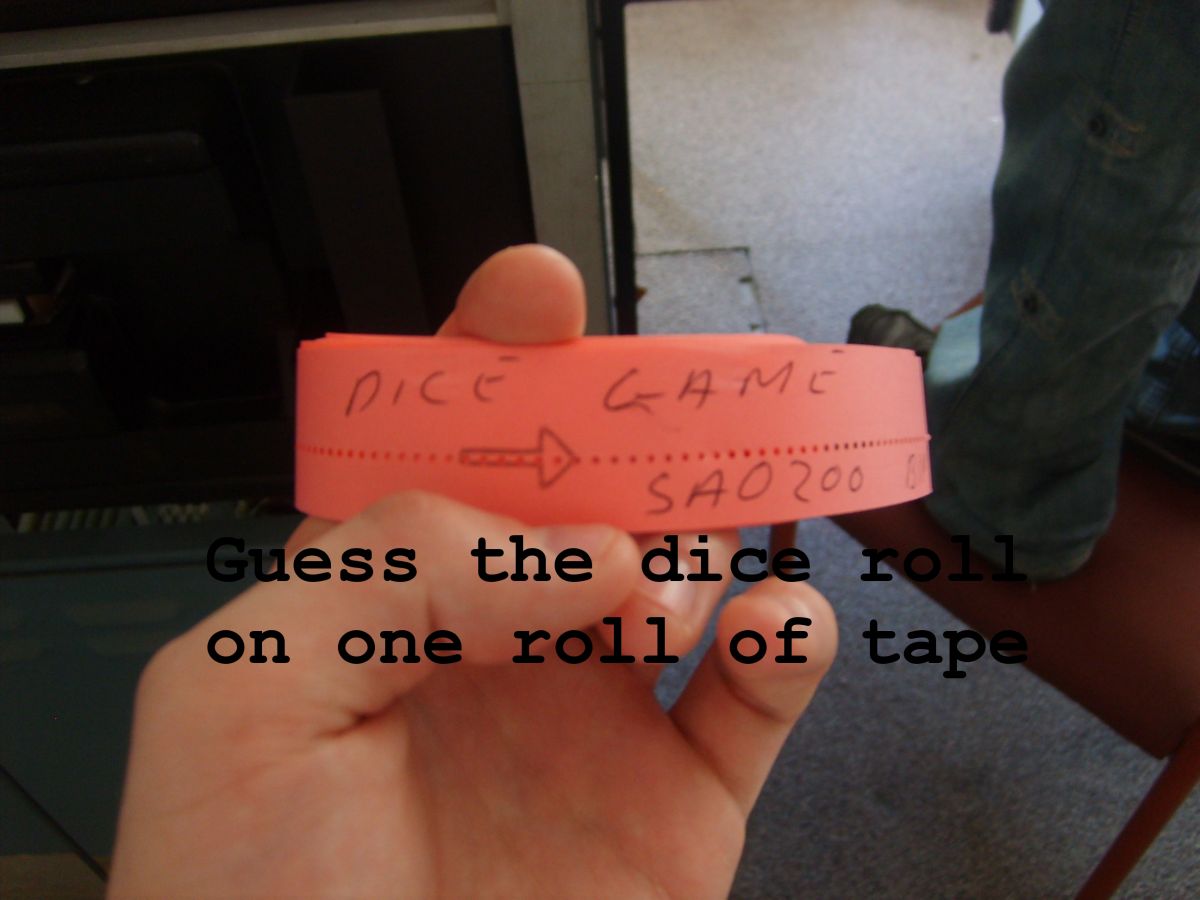 DICE GAME
SA0200
Guess the dice roll
on one roll of tape